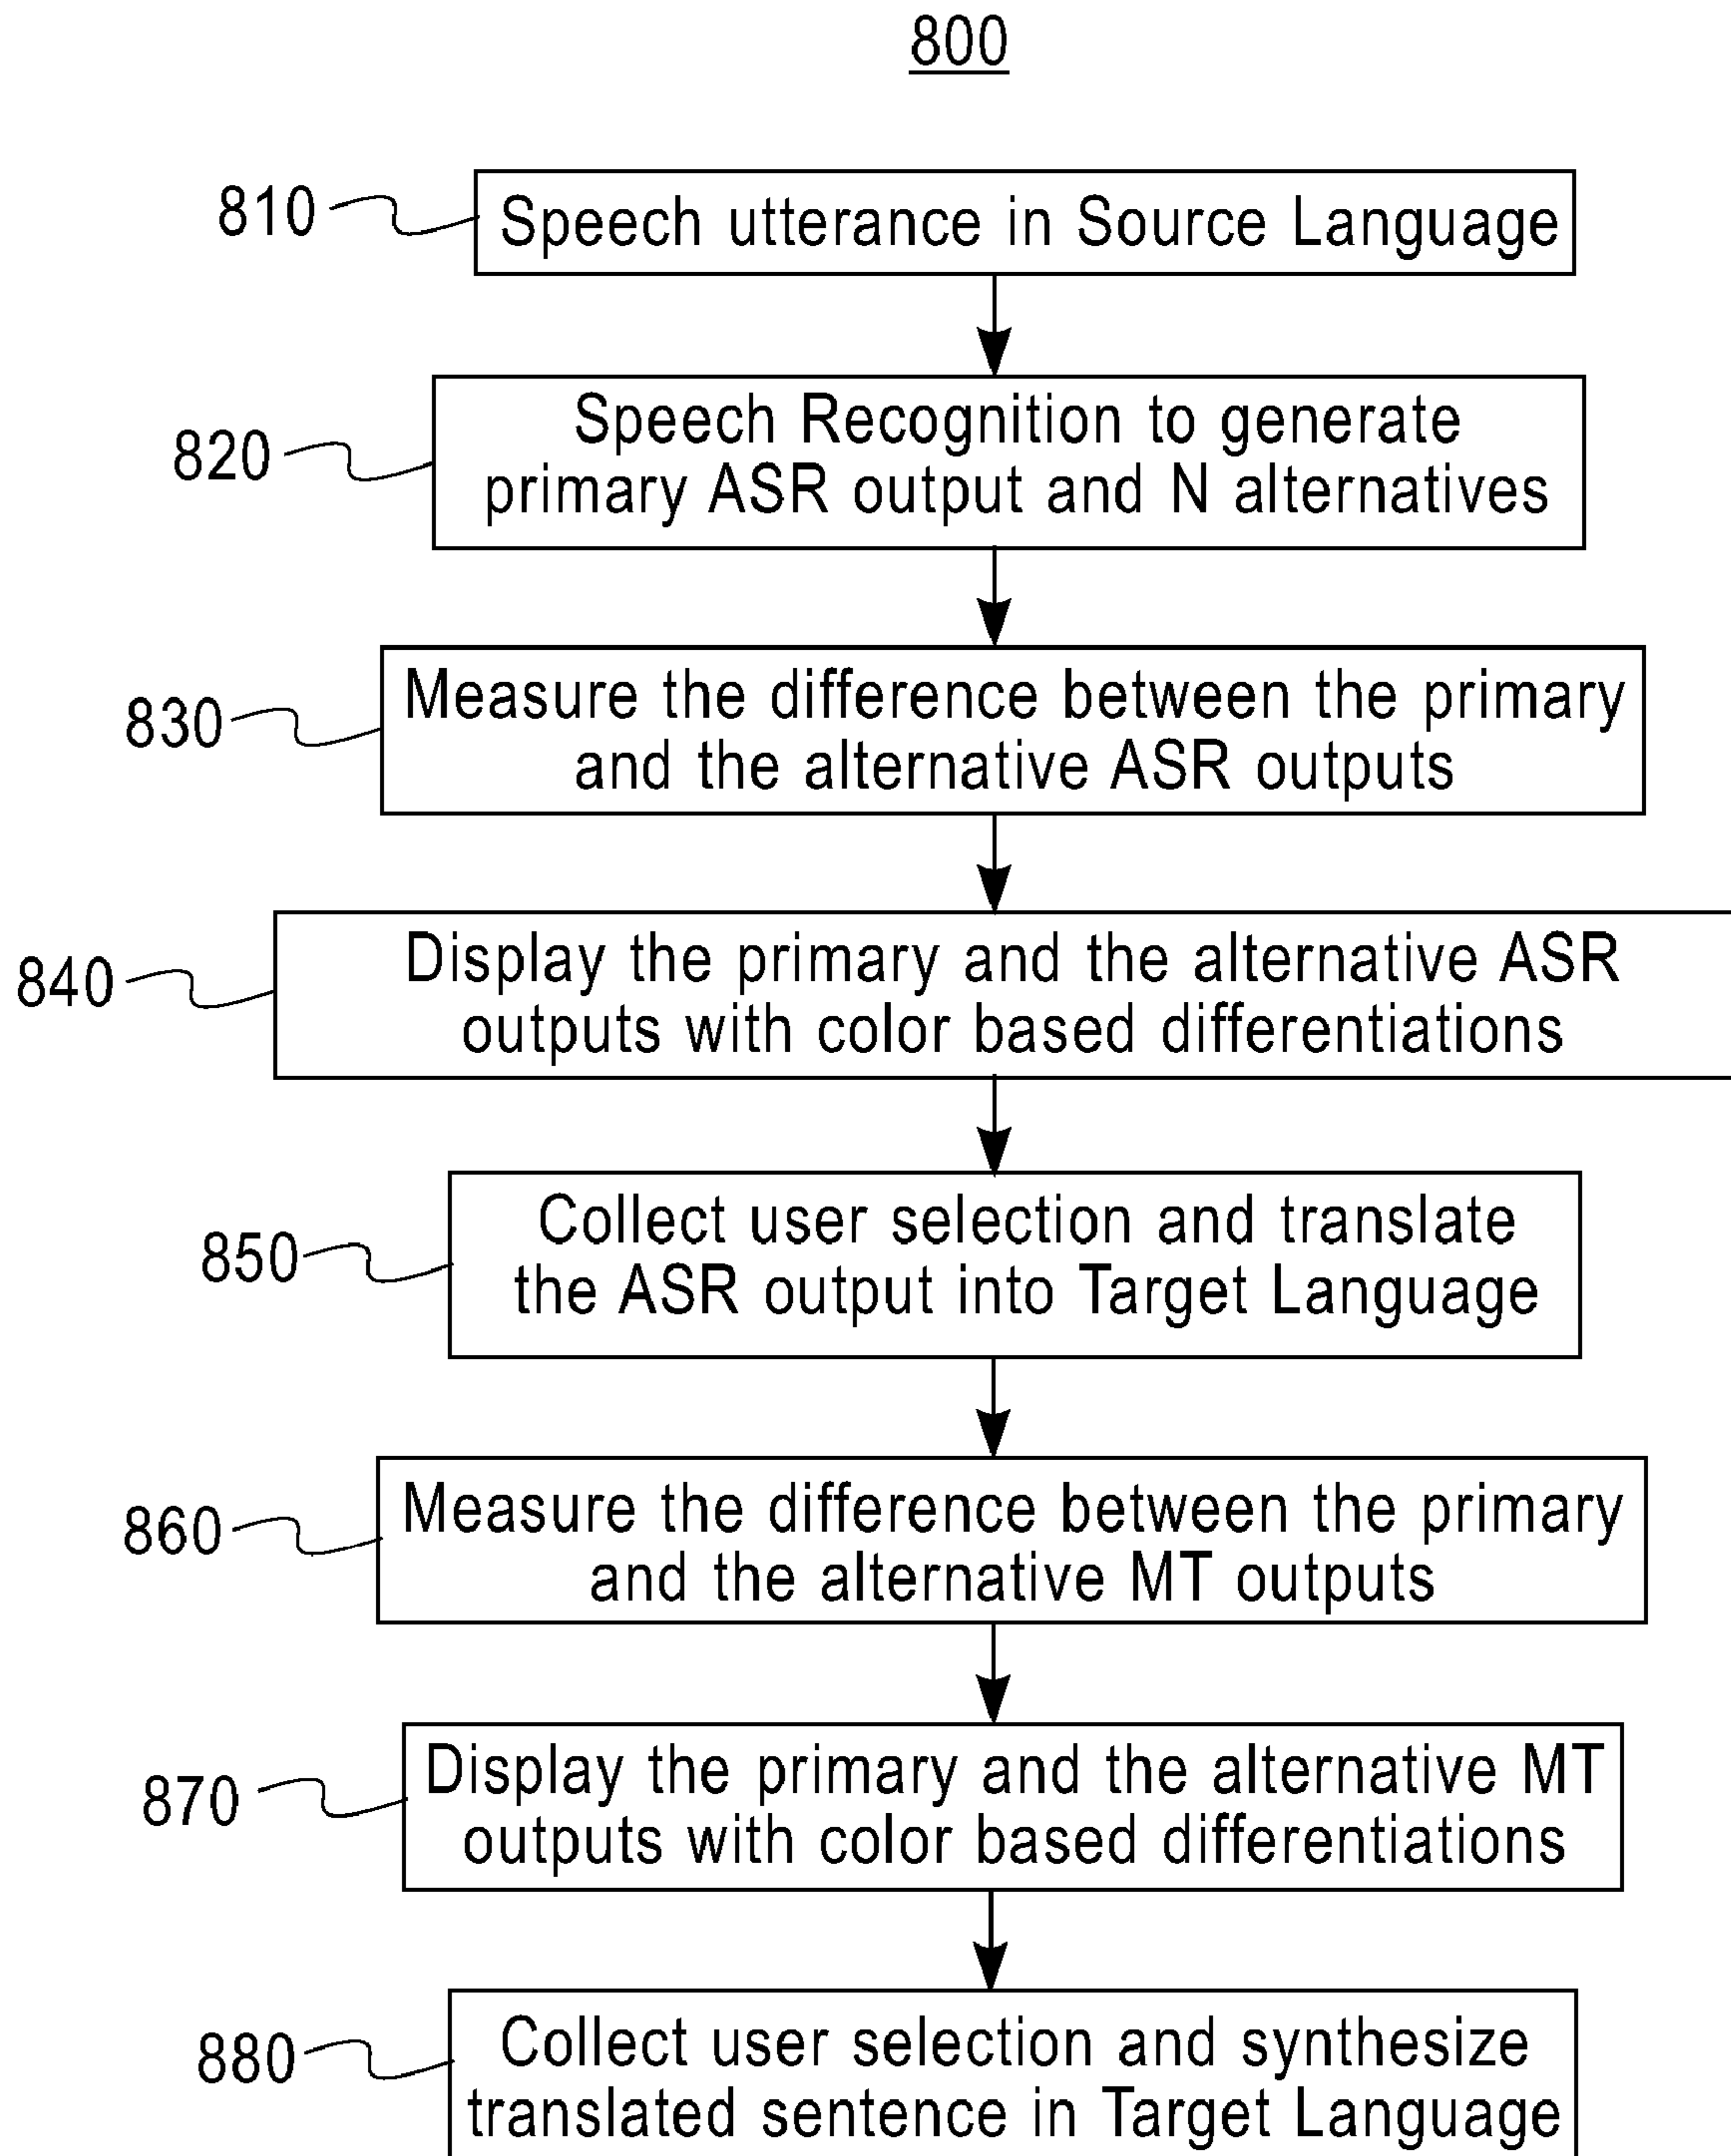 800
810
Speech utterance in Source Language
820
Speech Recognition to generate
primary ASR output and N alternatives
830
Measure the difference between the primary
and the alternative ASR outputs
840
Display the primary and the alternative ASR
outputs with color based differentiations
850
Collect user selection and translate
the ASR output into Target Language
860
Measure the difference between the primary
and the alternative MT outputs
870
Display the primary and the alternative MT
outputs with color based differentiations
880
Collect user selection and synthesize
translated sentence in Target Language